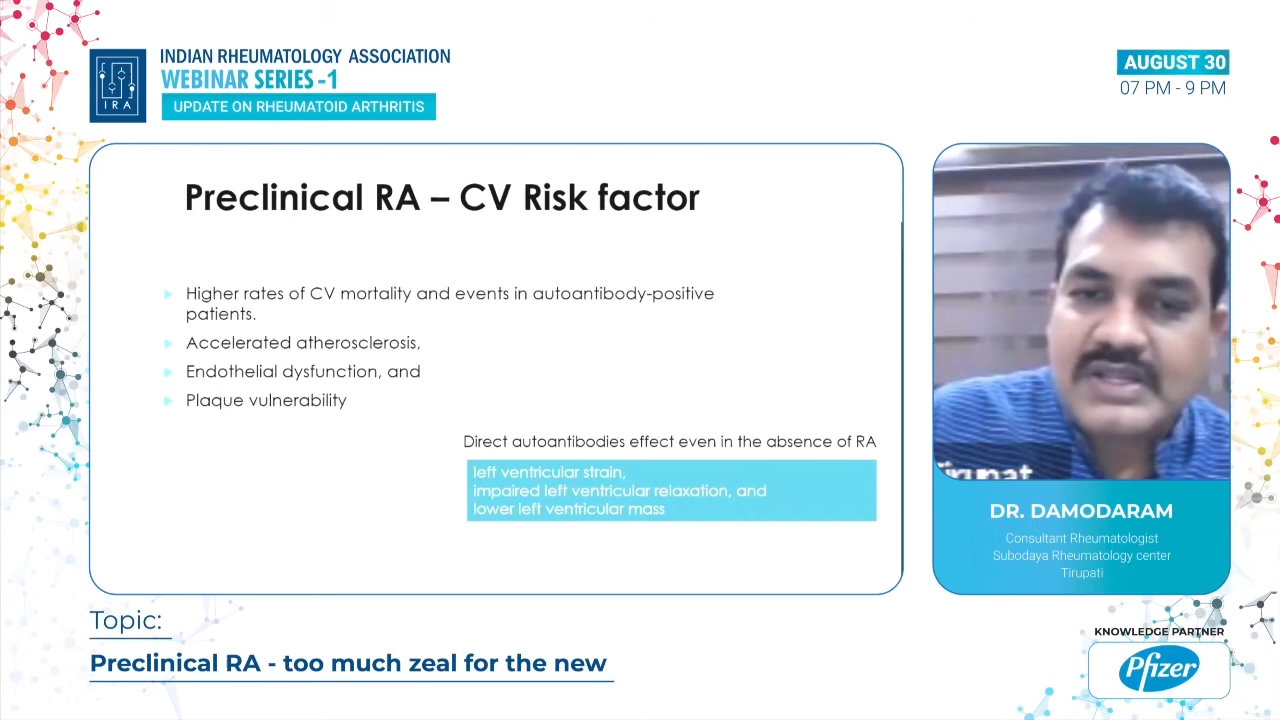 INDIAN RHEUMATOLOGY ASSOCIATION
WEBINAR SERIES -1
UPDATE ON RHEUMATOID ARTHRITIS
IRA
AUGUST 30
07 PM - 9 PM
Preclinical RA – CV Risk factor
Higher rates of CV mortality and events in autoantibody-positive
patients.
Accelerated atherosclerosis,
Endothelial dysfunction, and
Plaque vulnerability
Direct autoantibodies effect even in the absence of RA
left ventricular strain,
impaired left ventricular relaxation, and
lower left ventricular mass
DR. DAMODARAM
Consultant Rheumatologist
Subodaya Rheumatology center
Tirupati
Topic:
Preclinical RA - too much zeal for the new
KNOWLEDGE PARTNER
Pfizer